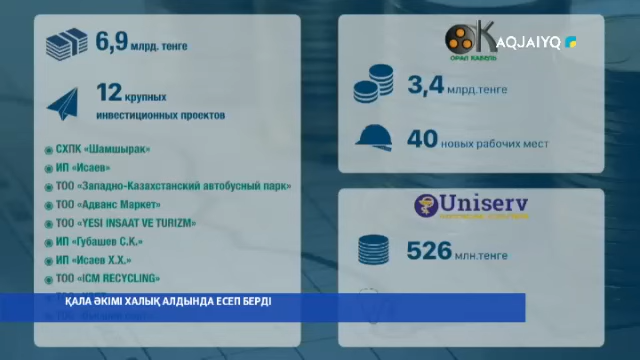 6,9 млрд. тенге
12 крупных
инвестиционных проектов
СХПК «Шамшырак»
ИП «Исаев»
ТОО «Западно-Казахстанский автобусный парк»
ТОО «Адванс Маркет»
ТОО «YESI INSAAT VE TURIZM»
ИП «Губашев С.К.»
ИП «Исаев Х.Х.»
ТОО «ICM RECYCLING»
ҚАЛА ӘКІМІ ХАЛЫҚ АЛДЫНДА ЕСЕП БЕРДІ
OK
ОРАЛ КАБЕЛЬ
AQJAIYQ
3,4 млрд.тенге
40 новых рабочих мест
Uniserv
526 млн.тенге